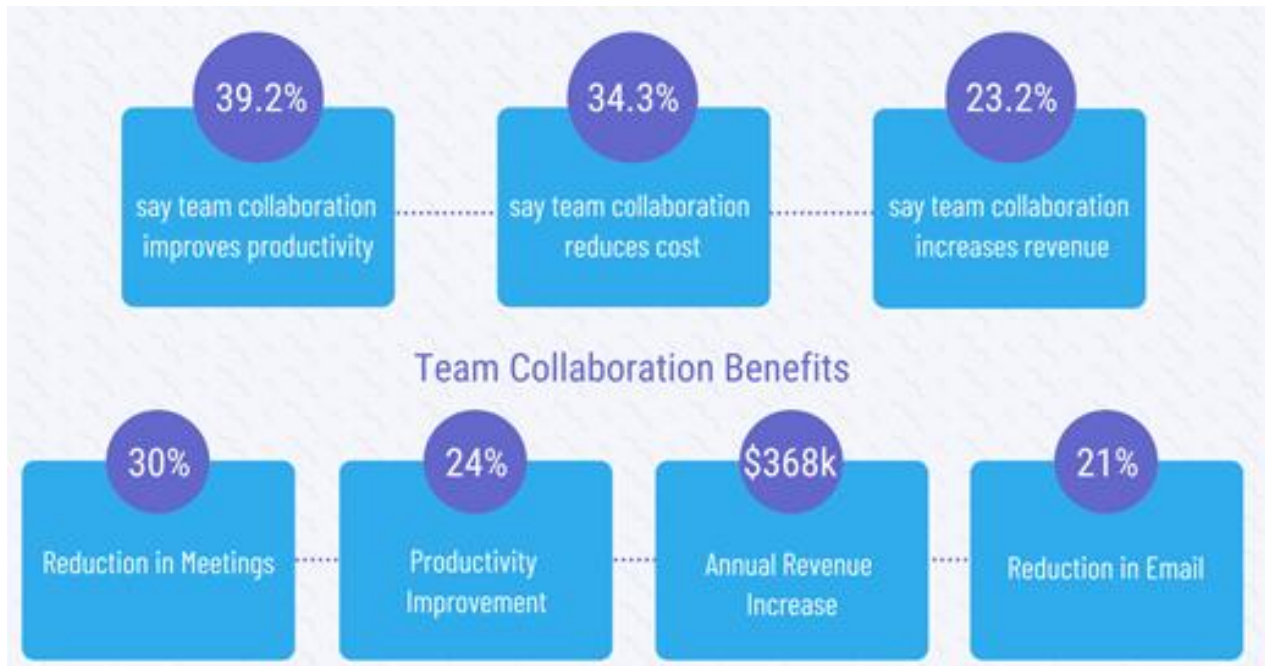 39.2%
34.3%
23.2%
say team collaboration
improves productivity
say team collaboration
reduces cost
say team collaboration
increases revenue
Team Collaboration Benefits
30%
24%
$368k
21%
Reduction in Meetings
Productivity
Improvement
Annual Revenue
Increase
Reduction in Email